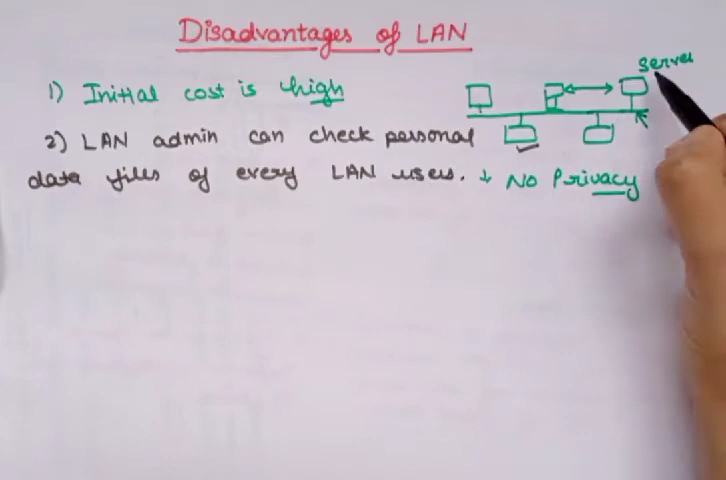 Disadvantages of LAN
Server
1) Initial cost is high
2) LAN admin can check personal
data files of every LAN users. ↓ No Privacy